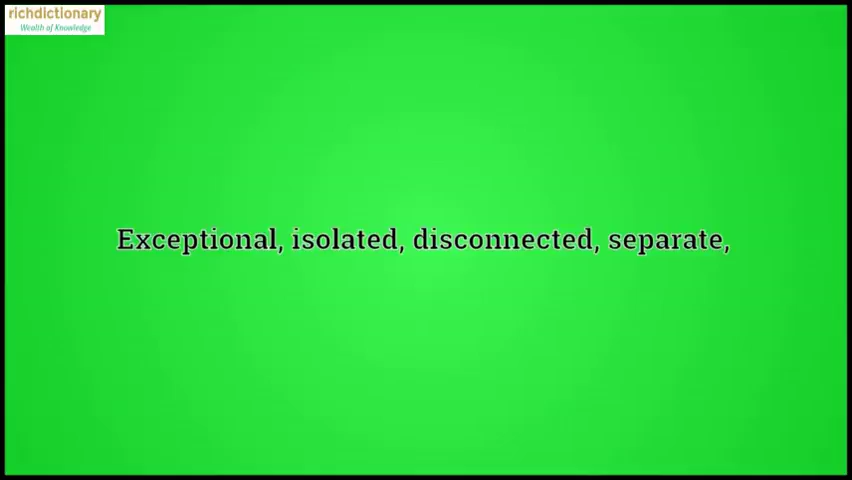 richdictionary
Wealth of Knowledge
Exceptional, isolated, disconnected, separate,